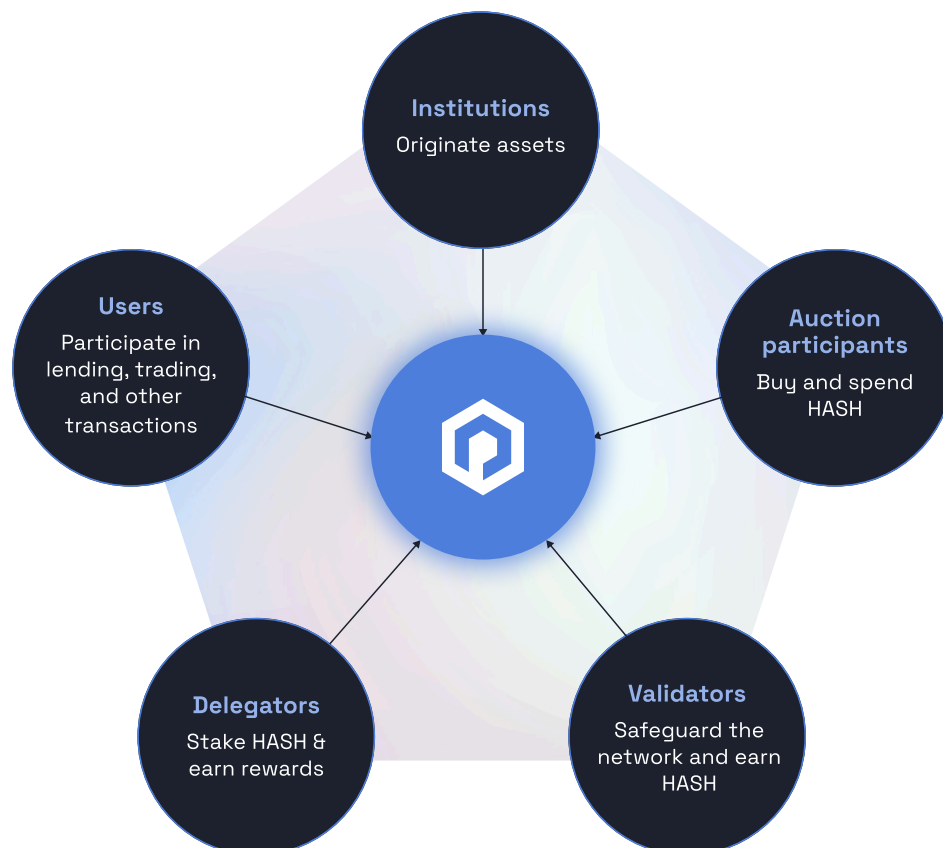 Institutions
Originate assets
Users
Participate in
lending, trading,
and other
transactions
Auction
participants
Buy and spend
HASH
Delegators
Stake HASH &
earn rewards
Validators
Safeguard the
network and earn
HASH